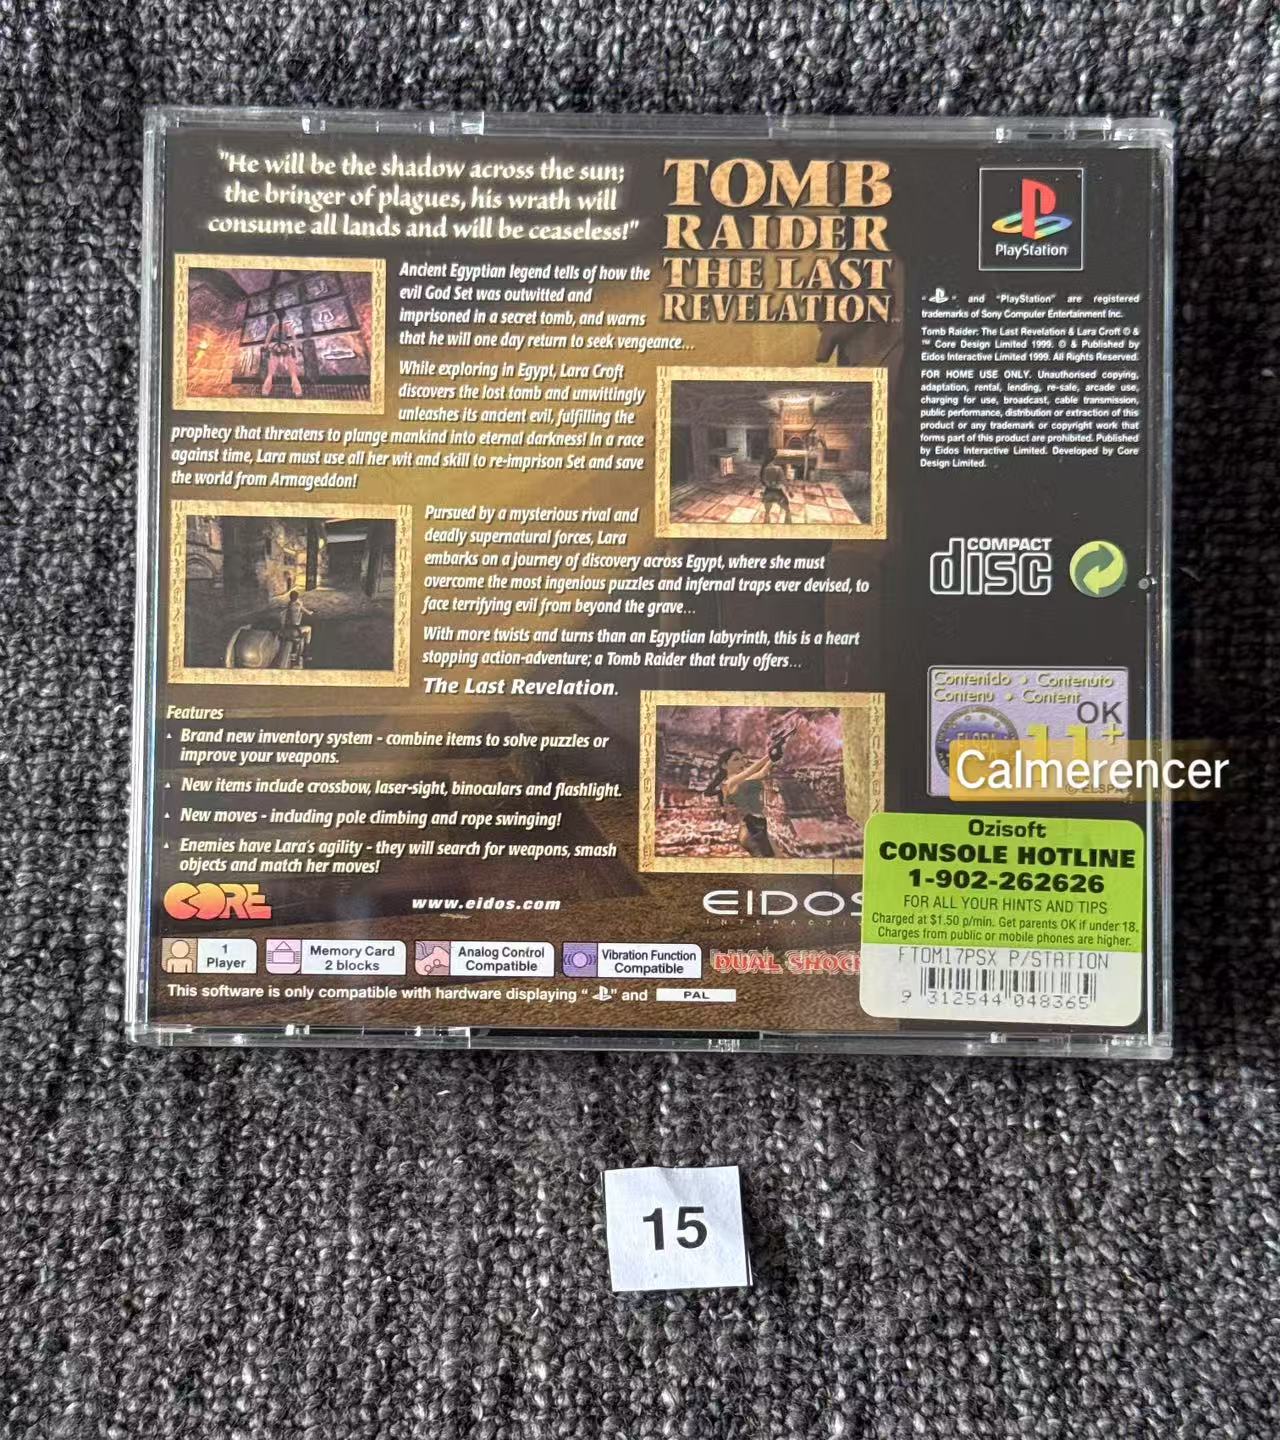 "He will be the shadow across the sun;
the bringer of plagues, his wrath will
consume all lands and will be ceaseless!"
TOMB
RAIDER
THE LAST
REVELATION
Ancient Egyptian legend tells of how the
evil God Set was outwitted and
imprisoned in a secret tomb, and warns
that he will one day return to seek vengeance...
While exploring in Egypt, Lara Croft
discovers the lost tomb and unwittingly
unleashes its ancient evil, fulfilling the
prophecy that threatens to plunge mankind into eternal darkness! In a race
against time, Lara must use all her wit and skill to re-imprison Set and save
the world from Armageddon!
Pursued by a mysterious rival and
deadly supernatural forces, Lara
embarks on a journey of discovery across Egypt, where she must
overcome the most ingenious puzzles and infernal traps ever devised, to
face terrifying evil from beyond the grave...
With more twists and turns than an Egyptian labyrinth, this is a heart
stopping action-adventure; a Tomb Raider that truly offers...
The Last Revelation.
Features
• Brand new inventory system - combine items to solve puzzles or
improve your weapons.
• New items include crossbow, laser-sight, binoculars and flashlight.
• New moves - including pole climbing and rope swinging!
• Enemies have Lara's agility - they will search for weapons, smash
objects and match her moves!
CORE
www.eidos.com
EIDOS
1
Player
Memory Card
2 blocks
Analog Control
Compatible
Vibration Function
Compatible
DUAL SHOCK
This software is only compatible with hardware displaying " " and PAL
PlayStation
" " and "PlayStation" are registered
trademarks of Sony Computer Entertainment Inc.
Tomb Raider: The Last Revelation & Lara Croft © &
™ Core Design Limited 1999. © & Published by
Eidos Interactive Limited 1999. All Rights Reserved.
FOR HOME USE ONLY. Unauthorised copying,
adaptation, rental, lending, re-sale, arcade use,
charging for use, broadcast, cable transmission,
public performance, distribution or extraction of this
product or any trademark or copyright work that
forms part of this product are prohibited. Published
by Eidos Interactive Limited. Developed by Core
Design Limited.
COMPACT
disc
Contenido • Contenuto
Contenu • Content
OK
11+
© ELSPA
Calmerencer
Ozisoft
CONSOLE HOTLINE
1-902-262626
FOR ALL YOUR HINTS AND TIPS
Charged at $1.50 p/min. Get parents OK if under 18.
Charges from public or mobile phones are higher.
FTOM17PSX P/STATION
9 312544 048365
15